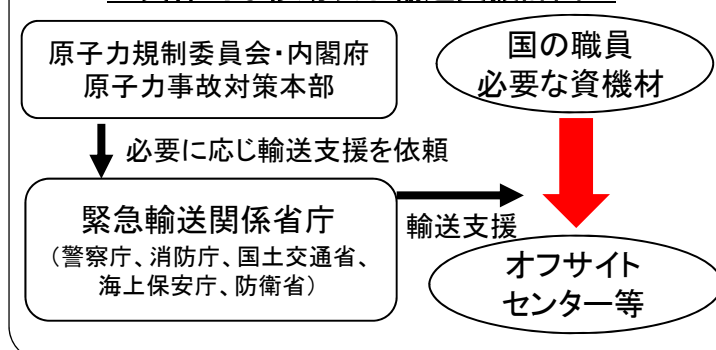 原子力規制委員会・内閣府
原子力事故対策本部
国の職員
必要な資機材
必要に応じ輸送支援を依頼
緊急輸送関係省庁
（警察庁、消防庁、国土交通省、
海上保安庁、防衛省）
輸送支援
オフサイト
センター等